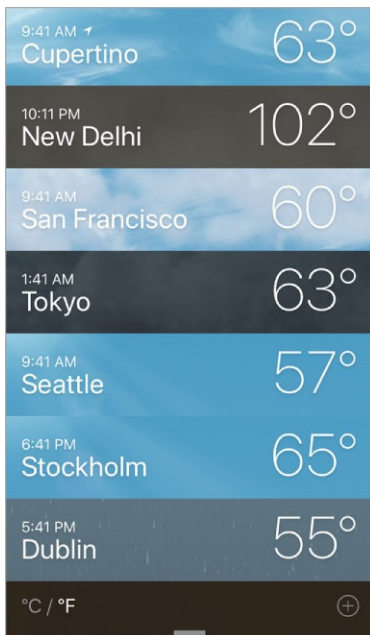 9:41 AM
Cupertino
63°
10:11 PM
New Delhi
102°
9:41 AM
San Francisco
60°
1:41 AM
Tokyo
63°
9:41 AM
Seattle
57°
6:41 PM
Stockholm
65°
5:41 PM
Dublin
55°
°C / °F